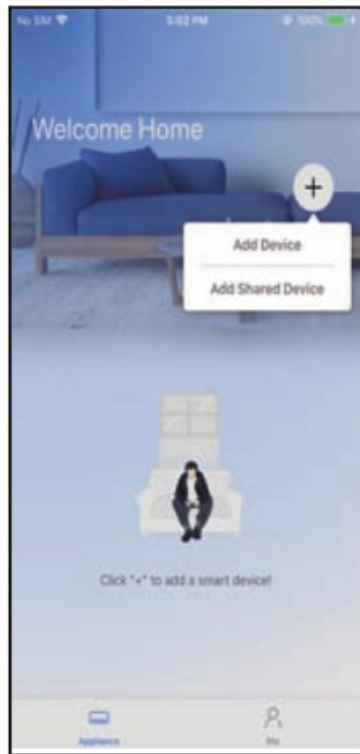 No SIM
5:02 PM
100%
Welcome Home
+
Add Device
Add Shared Device
Click "+" to add a smart device!
Appliance
Me